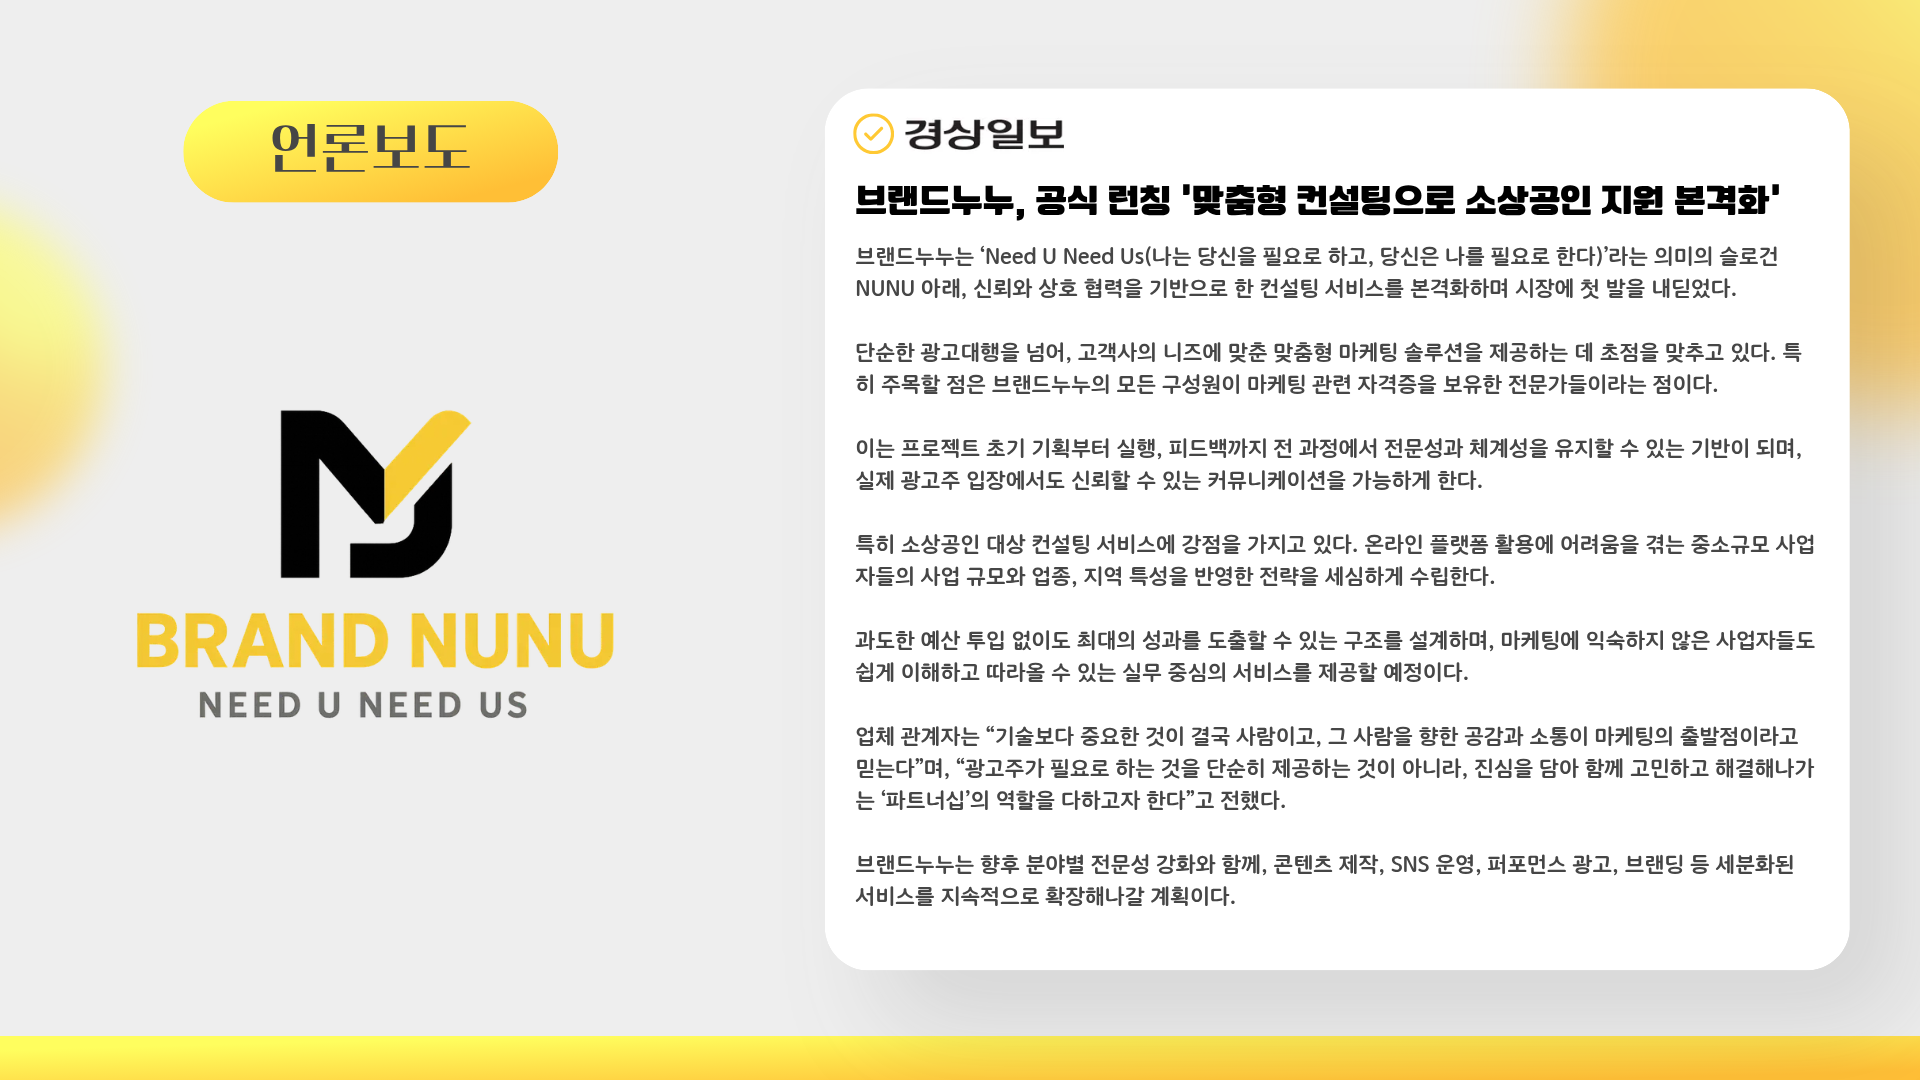 언론보도
BRAND NUNU
NEED U NEED US
경상일보
브랜드누누, 공식 런칭 '맞춤형 컨설팅으로 소상공인 지원 본격화'
브랜드누누는 ‘Need U Need Us(나는 당신을 필요로 하고, 당신은 나를 필요로 한다)’라는 의미의 슬로건
NUNU 아래, 신뢰와 상호 협력을 기반으로 한 컨설팅 서비스를 본격화하며 시장에 첫 발을 내딛었다.
단순한 광고대행을 넘어, 고객사의 니즈에 맞춘 맞춤형 마케팅 솔루션을 제공하는 데 초점을 맞추고 있다. 특
히 주목할 점은 브랜드누누의 모든 구성원이 마케팅 관련 자격증을 보유한 전문가들이라는 점이다.
이는 프로젝트 초기 기획부터 실행, 피드백까지 전 과정에서 전문성과 체계성을 유지할 수 있는 기반이 되며,
실제 광고주 입장에서도 신뢰할 수 있는 커뮤니케이션을 가능하게 한다.
특히 소상공인 대상 컨설팅 서비스에 강점을 가지고 있다. 온라인 플랫폼 활용에 어려움을 겪는 중소규모 사업
자들의 사업 규모와 업종, 지역 특성을 반영한 전략을 세심하게 수립한다.
과도한 예산 투입 없이도 최대의 성과를 도출할 수 있는 구조를 설계하며, 마케팅에 익숙하지 않은 사업자들도
쉽게 이해하고 따라올 수 있는 실무 중심의 서비스를 제공할 예정이다.
업체 관계자는 “기술보다 중요한 것이 결국 사람이고, 그 사람을 향한 공감과 소통이 마케팅의 출발점이라고
믿는다”며, “광고주가 필요로 하는 것을 단순히 제공하는 것이 아니라, 진심을 담아 함께 고민하고 해결해나가
는 ‘파트너십’의 역할을 다하고자 한다”고 전했다.
브랜드누누는 향후 분야별 전문성 강화와 함께, 콘텐츠 제작, SNS 운영, 퍼포먼스 광고, 브랜딩 등 세분화된
서비스를 지속적으로 확장해나갈 계획이다.